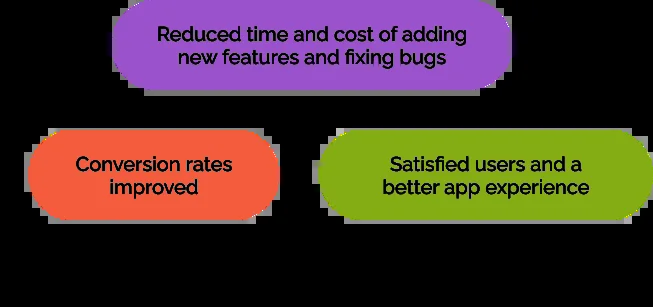 Reduced time and cost of adding
new features and fixing bugs
Conversion rates
improved
Satisfied users and a
better app experience